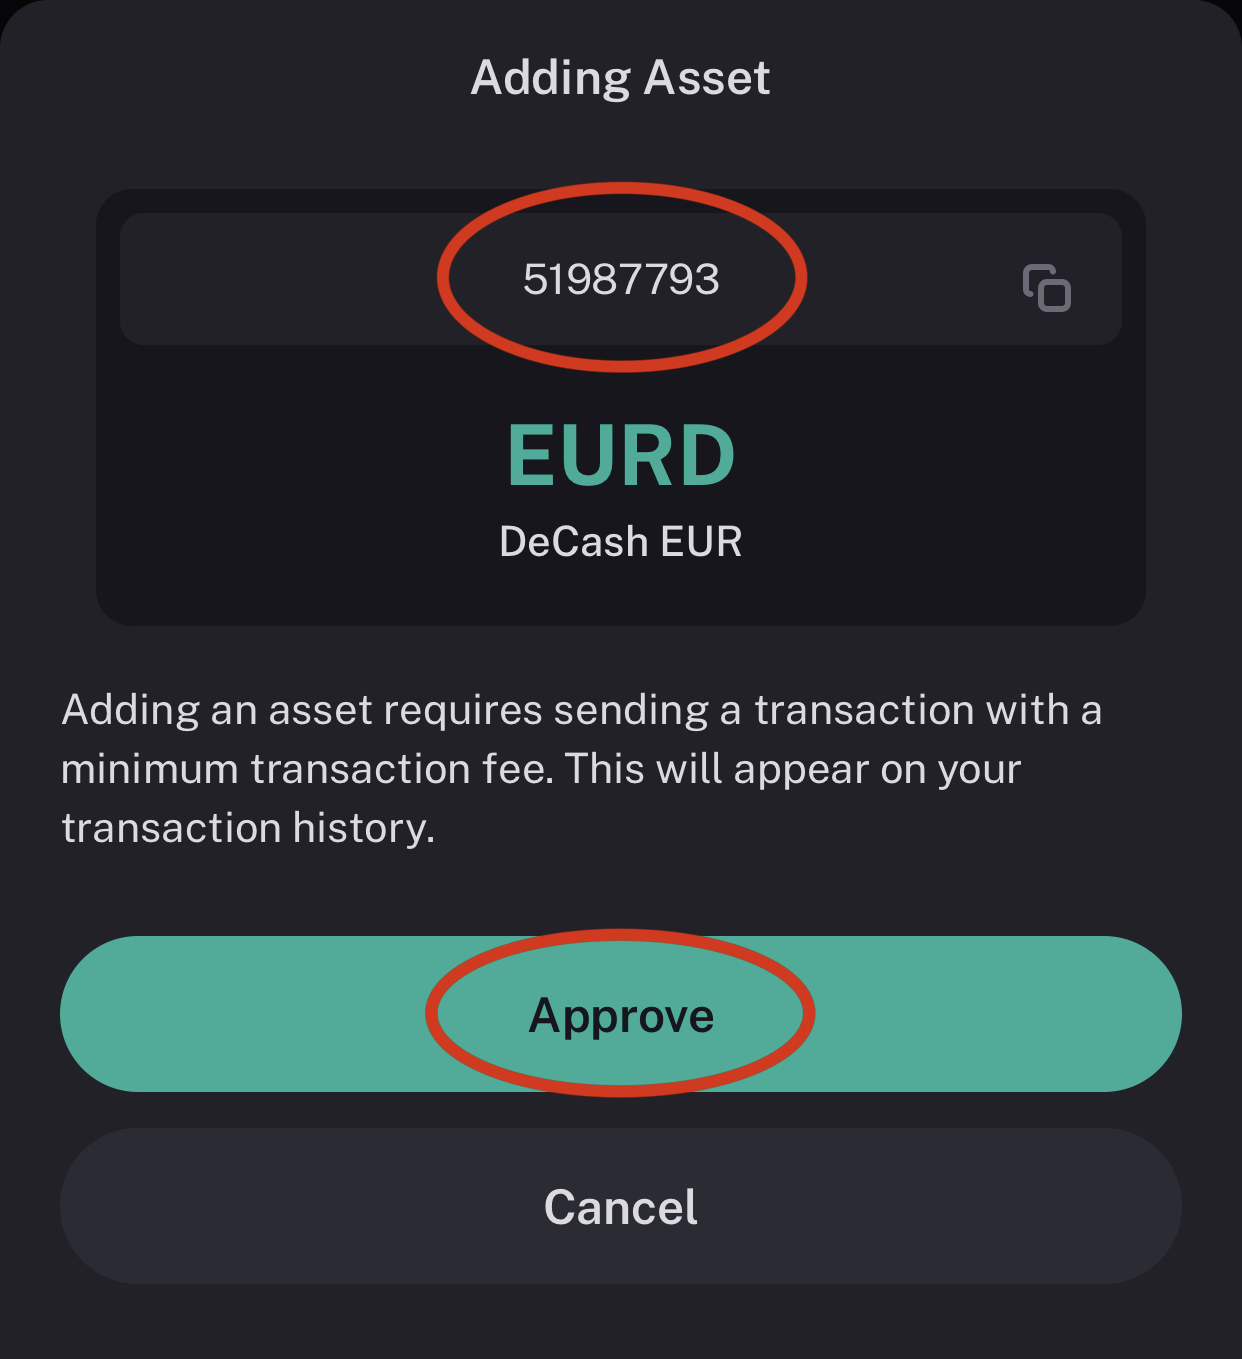 Adding Asset
51987793
EURD
DeCash EUR
Adding an asset requires sending a transaction with a
minimum transaction fee. This will appear on your
transaction history.
Approve
Cancel